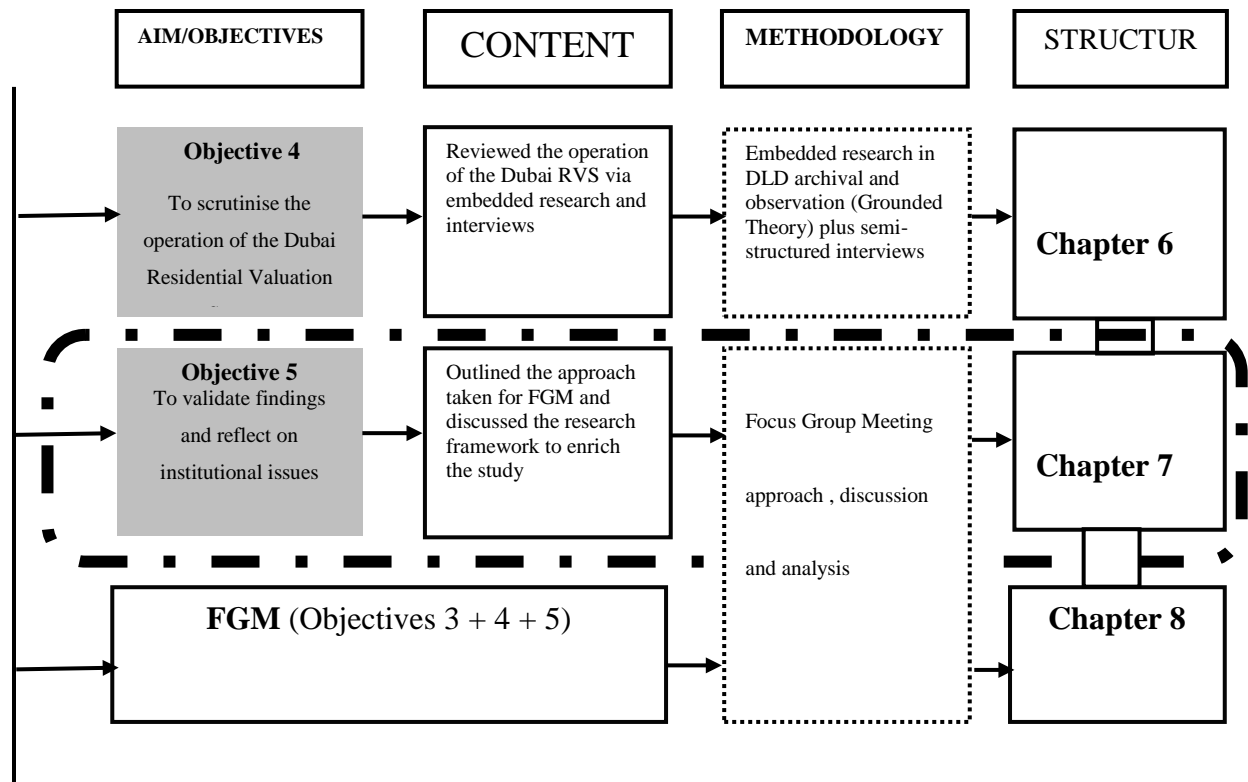 AIM/OBJECTIVES
CONTENT
METHODOLOGY
STRUCTUR
Objective 4
To scrutinise the
operation of the Dubai
Residential Valuation
Reviewed the operation
of the Dubai RVS via
embedded research and
interviews
Embedded research in
DLD archival and
observation (Grounded
Theory) plus semi-
structured interviews
Chapter 6
Objective 5
To validate findings
and reflect on
institutional issues
Outlined the approach
taken for FGM and
discussed the research
framework to enrich
the study
Focus Group Meeting
approach , discussion
and analysis
Chapter 7
FGM (Objectives 3 + 4 + 5)
Chapter 8